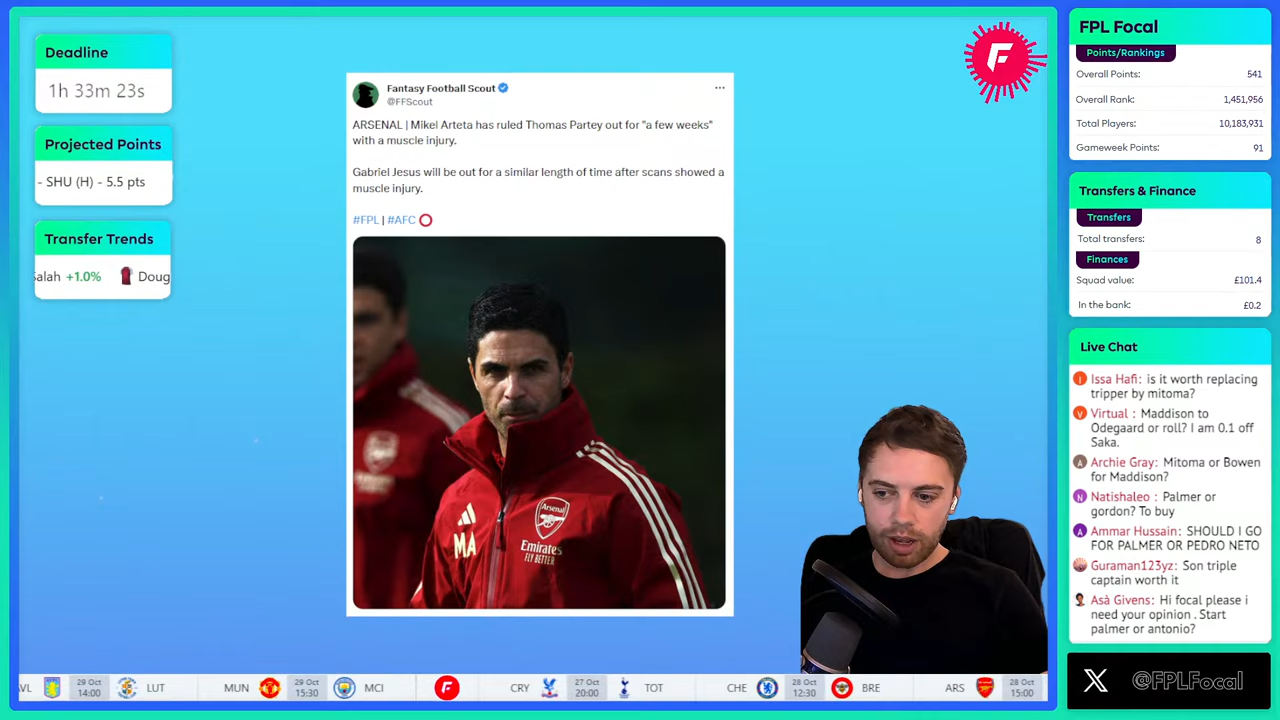 Deadline
1h 33m 23s
Projected Points
- SHU (H) - 5.5 pts
Transfer Trends
alah +1.0% Doug
Fantasy Football Scout
@FFScout
ARSENAL | Mikel Arteta has ruled Thomas Partey out for "a few weeks"
with a muscle injury.
Gabriel Jesus will be out for a similar length of time after scans showed a
muscle injury.
#FPL | #AFC
Arsenal
MA
Emirates
FLY BETTER
F
FPL Focal
Points/Rankings
Overall Points: 541
Overall Rank: 1,451,956
Total Players: 10,183,931
Gameweek Points: 91
Transfers & Finance
Transfers
Total transfers: 8
Finances
Squad value: £101.4
In the bank: £0.2
Live Chat
Issa Hafi: is it worth replacing
tripper by mitoma?
Virtual : Maddison to
Odegaard or roll? I am 0.1 off
Saka.
Archie Gray: Mitoma or Bowen
for Maddison?
Natishaleo : Palmer or
gordon? To buy
Ammar Hussain: SHOULD I GO
FOR PALMER OR PEDRO NETO
Guraman123yz: Son triple
captain worth it
Asà Givens: Hi focal please i
need your opinion . Start
palmer or antonio?
X @FPLFocal
AVL 29 Oct 14:00 LUT MUN 29 Oct 15:30 MCI F CRY 27 Oct 20:00 TOT CHE 28 Oct 12:30 BRE ARS 28 Oct 15:00